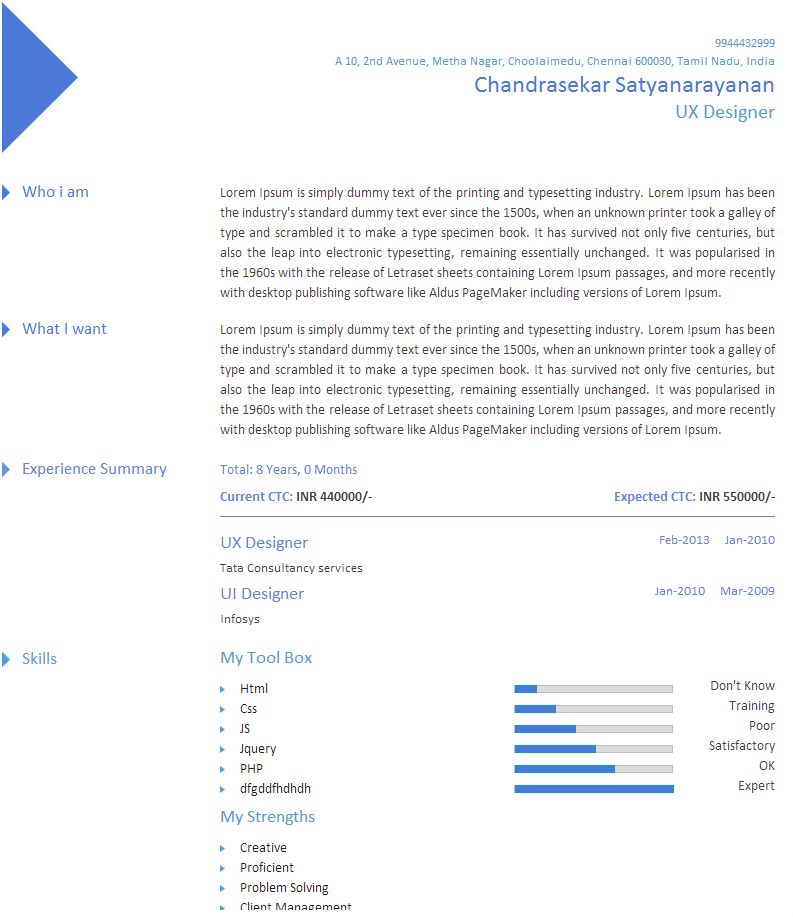 9944432999
A 10, 2nd Avenue, Metha Nagar, Choolaimedu, Chennai 600030, Tamil Nadu, India
Chandrasekar Satyanarayanan
UX Designer
Who i am
Lorem Ipsum is simply dummy text of the printing and typesetting industry. Lorem Ipsum has been
the industry's standard dummy text ever since the 1500s, when an unknown printer took a galley of
type and scrambled it to make a type specimen book. It has survived not only five centuries, but
also the leap into electronic typesetting, remaining essentially unchanged. It was popularised in
the 1960s with the release of Letraset sheets containing Lorem Ipsum passages, and more recently
with desktop publishing software like Aldus PageMaker including versions of Lorem Ipsum.
What I want
Lorem Ipsum is simply dummy text of the printing and typesetting industry. Lorem Ipsum has been
the industry's standard dummy text ever since the 1500s, when an unknown printer took a galley of
type and scrambled it to make a type specimen book. It has survived not only five centuries, but
also the leap into electronic typesetting, remaining essentially unchanged. It was popularised in
the 1960s with the release of Letraset sheets containing Lorem Ipsum passages, and more recently
with desktop publishing software like Aldus PageMaker including versions of Lorem Ipsum.
Experience Summary
Total: 8 Years, 0 Months
Current CTC: INR 440000/- Expected CTC: INR 550000/-
UX Designer Feb-2013 Jan-2010
Tata Consultancy services
UI Designer Jan-2010 Mar-2009
Infosys
Skills
My Tool Box
Html Don't Know
Css Training
JS Poor
Jquery Satisfactory
PHP OK
dfgddfhdhdh Expert
My Strengths
Creative
Proficient
Problem Solving
Client Management